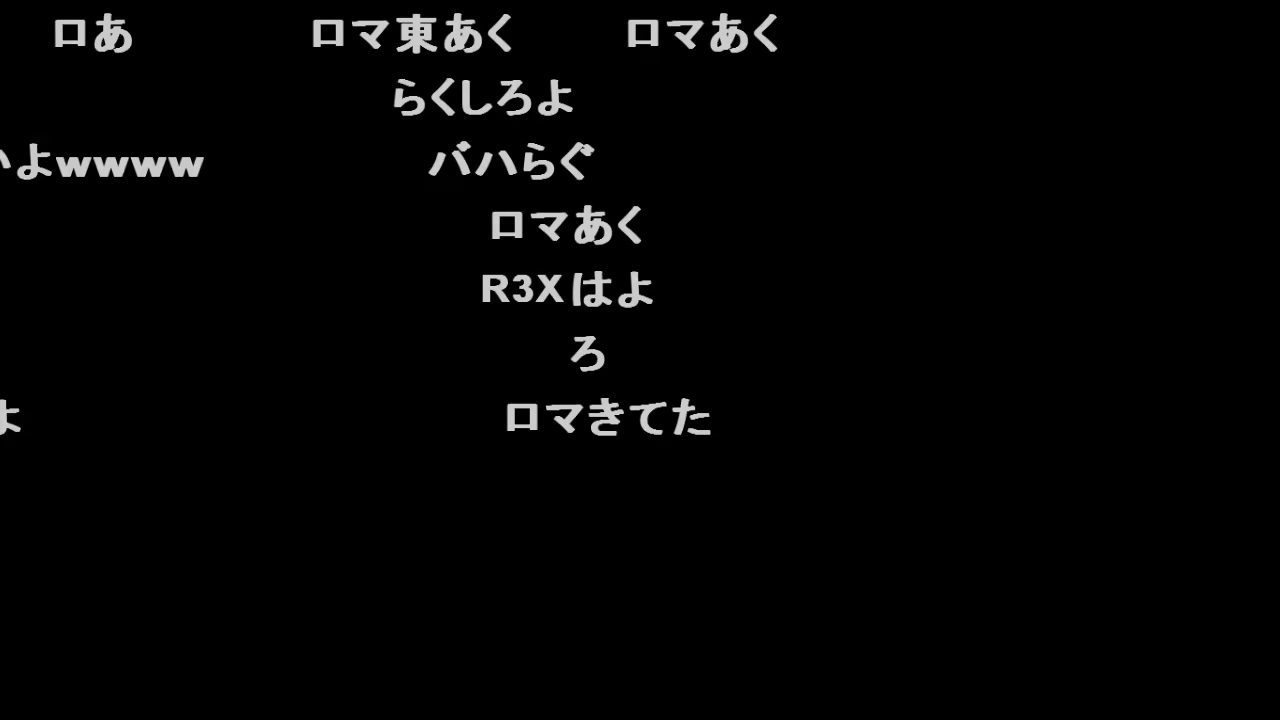 ロあ ロマ東あく ロマあく
らくしろよ
いよwwww バハらぐ
ロマあく
R3Xはよ
ろ
よ ロマきてた